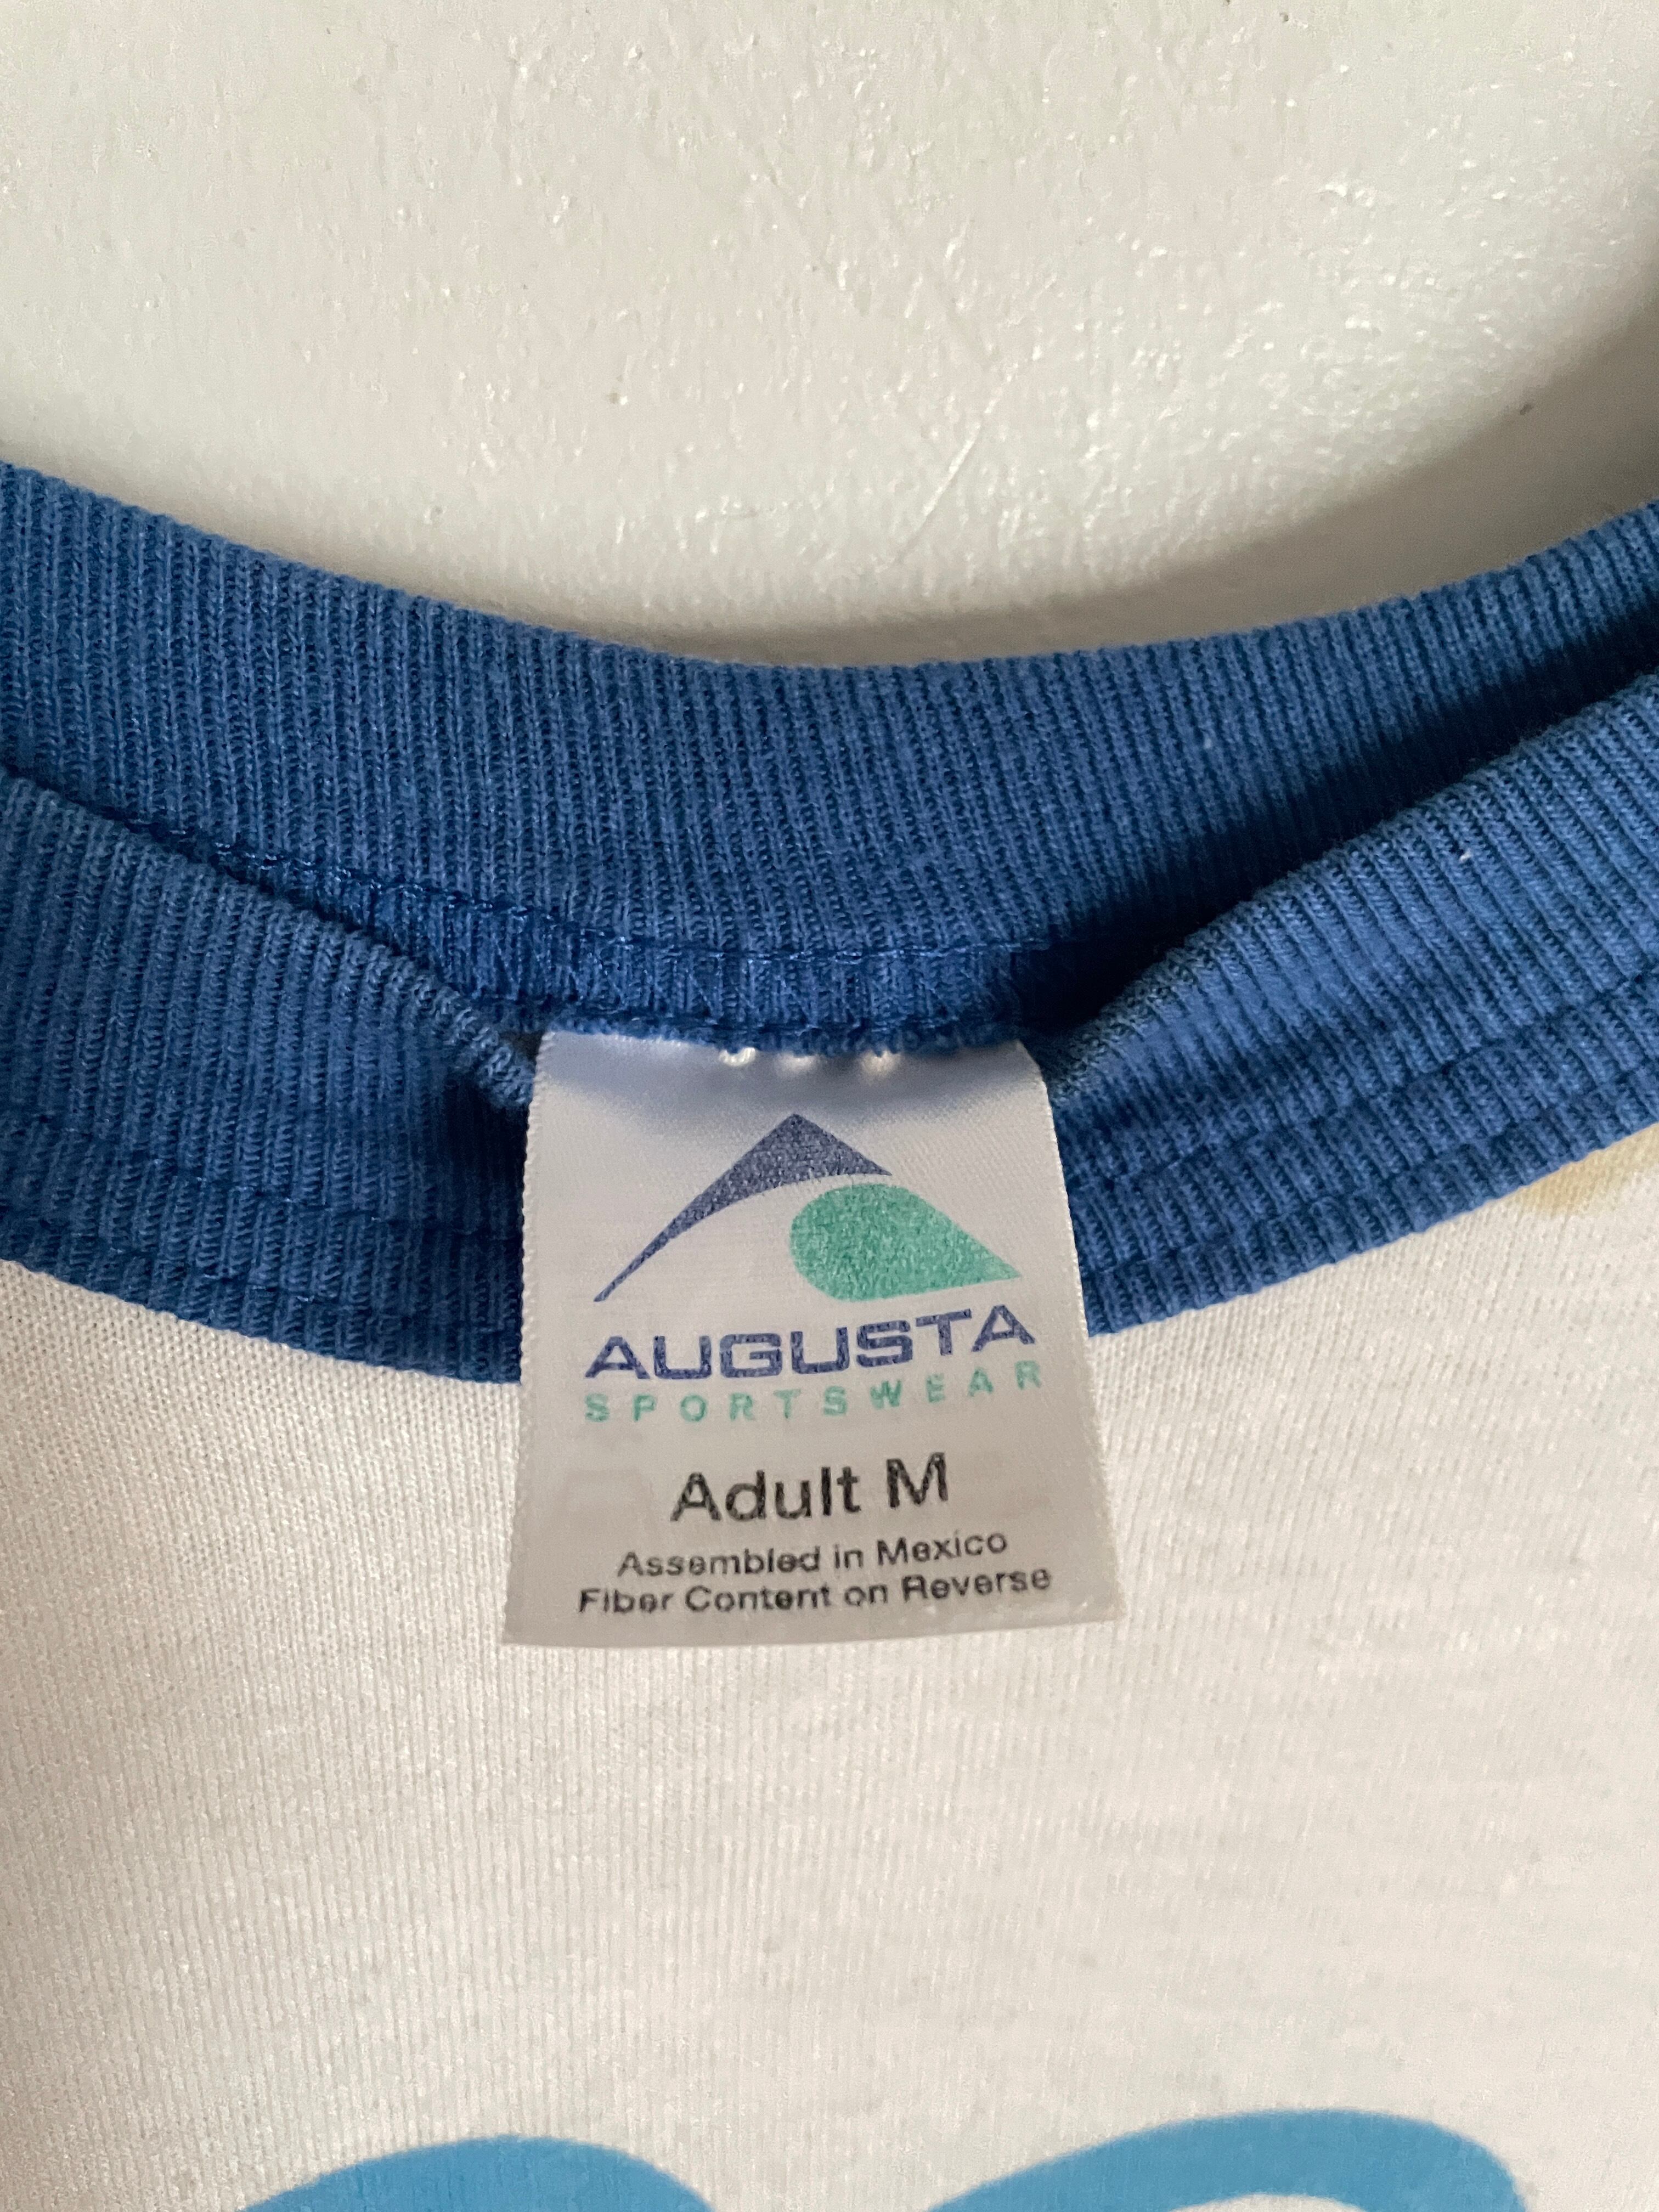 AUGUSTA
SPORTSWEAR
Adult M
Assembled in Mexico
Fiber Content on Reverse